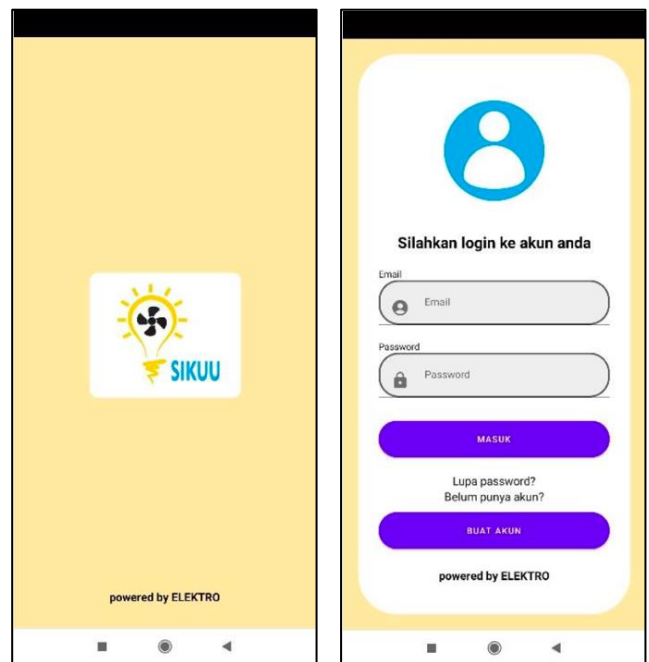 SIKUU
powered by ELEKTRO
Silahkan login ke akun anda
Email
Email
Password
Password
MASUK
Lupa password?
Belum punya akun?
BUAT AKUN
powered by ELEKTRO